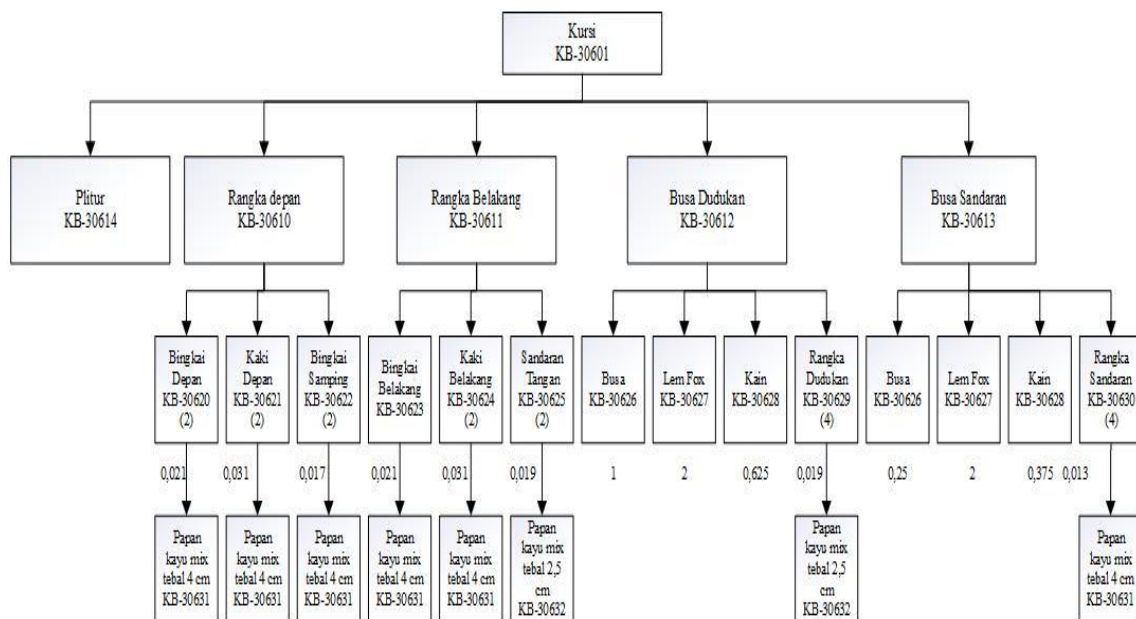 Kursi
KB-30601
Plitur
KB-30614
Rangka depan
KB-30610
Rangka Belakang
KB-30611
Busa Dudukan
KB-30612
Busa Sandaran
KB-30613
Bingkai
Depan
KB-30620
(2)
Kaki
Depan
KB-30621
(2)
Bingkai
Samping
KB-30622
(2)
Bingkai
Belakang
KB-30623
Kaki
Belakang
KB-30624
(2)
Sandaran
Tangan
KB-30625
(2)
Busa
KB-30626
Lem Fox
KB-30627
Kain
KB-30628
Rangka
Dudukan
KB-30629
(4)
Busa
KB-30626
Lem Fox
KB-30627
Kain
KB-30628
Rangka
Sandaran
KB-30630
(4)
0,021
0,031
0,017
0,021
0,031
0,019
1
2
0,625
0,019
0,25
2
0,375
0,013
Papan
kayu mix
tebal 4 cm
KB-30631
Papan
kayu mix
tebal 4 cm
KB-30631
Papan
kayu mix
tebal 4 cm
KB-30631
Papan
kayu mix
tebal 4 cm
KB-30631
Papan
kayu mix
tebal 4 cm
KB-30631
Papan
kayu mix
tebal 2,5
cm
KB-30632
Papan
kayu mix
tebal 2,5
cm
KB-30632
Papan
kayu mix
tebal 4 cm
KB-30631